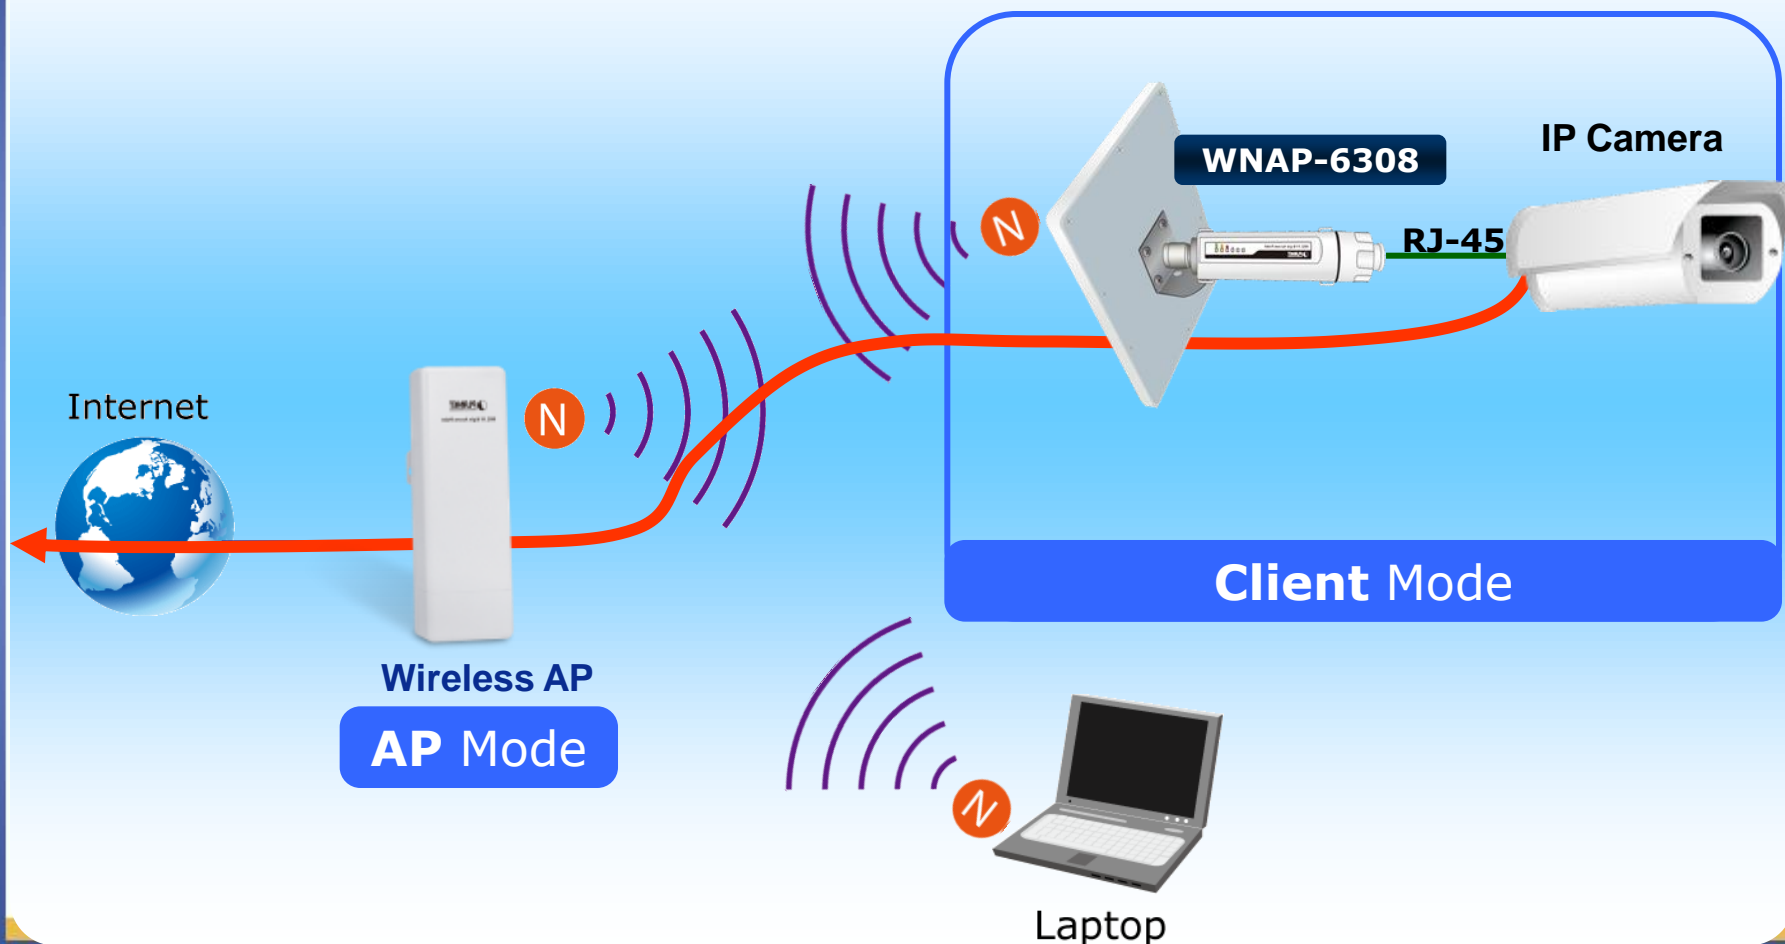 IP Camera
WNAP-6308
N
RJ-45
Internet
N
Client Mode
Wireless AP
AP Mode
N
Laptop